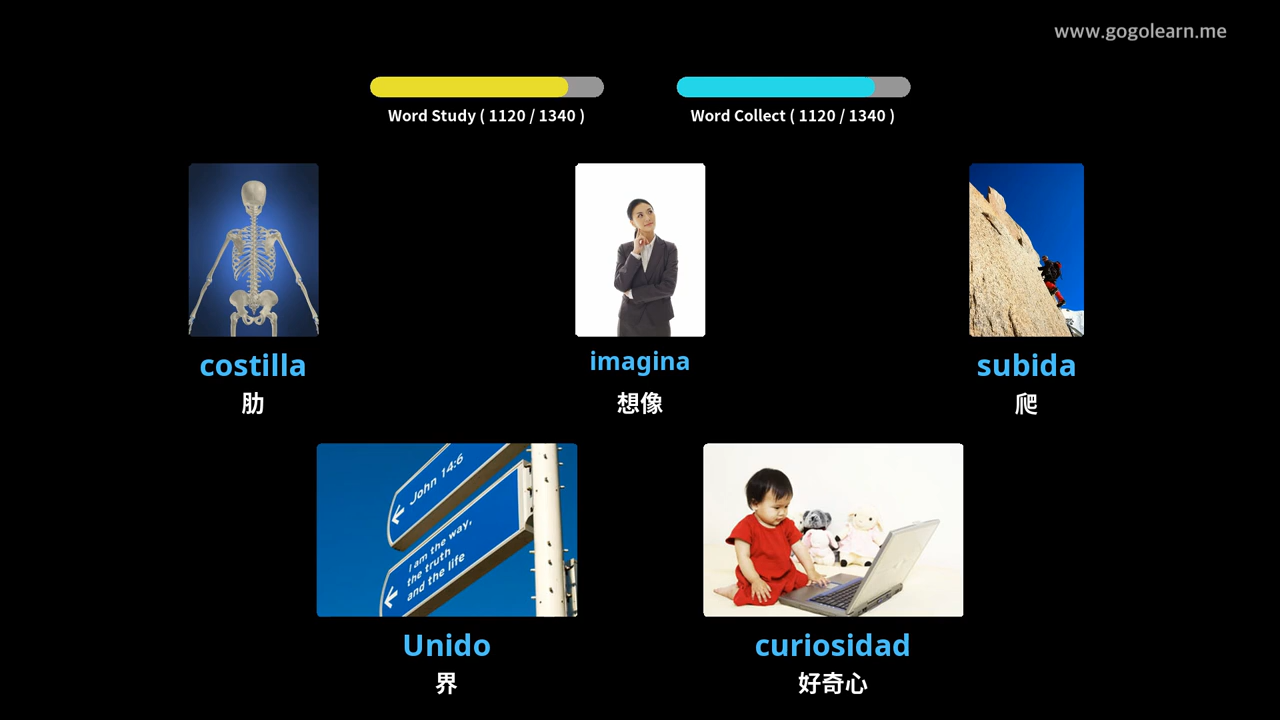 www.gogolearn.me
Word Study ( 1120 / 1340 )
Word Collect ( 1120 / 1340 )
costilla
肋
imagina
想像
subida
爬
John 14:6
I am the way,
the truth
and the life
Unido
界
curiosidad
好奇心